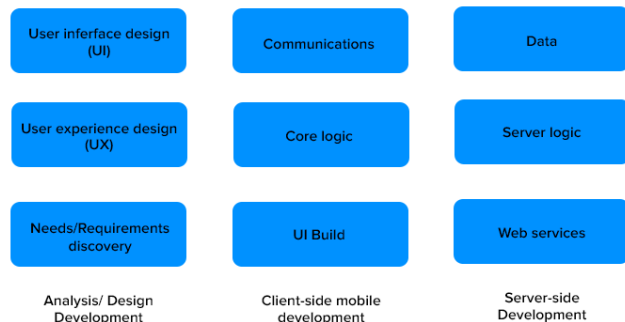 User inferface design
(UI)
Communications
Data
User experience design
(UX)
Core logic
Server logic
Needs/Requirements
discovery
UI Build
Web services
Analysis/ Design
Development
Client-side mobile
development
Server-side
Development